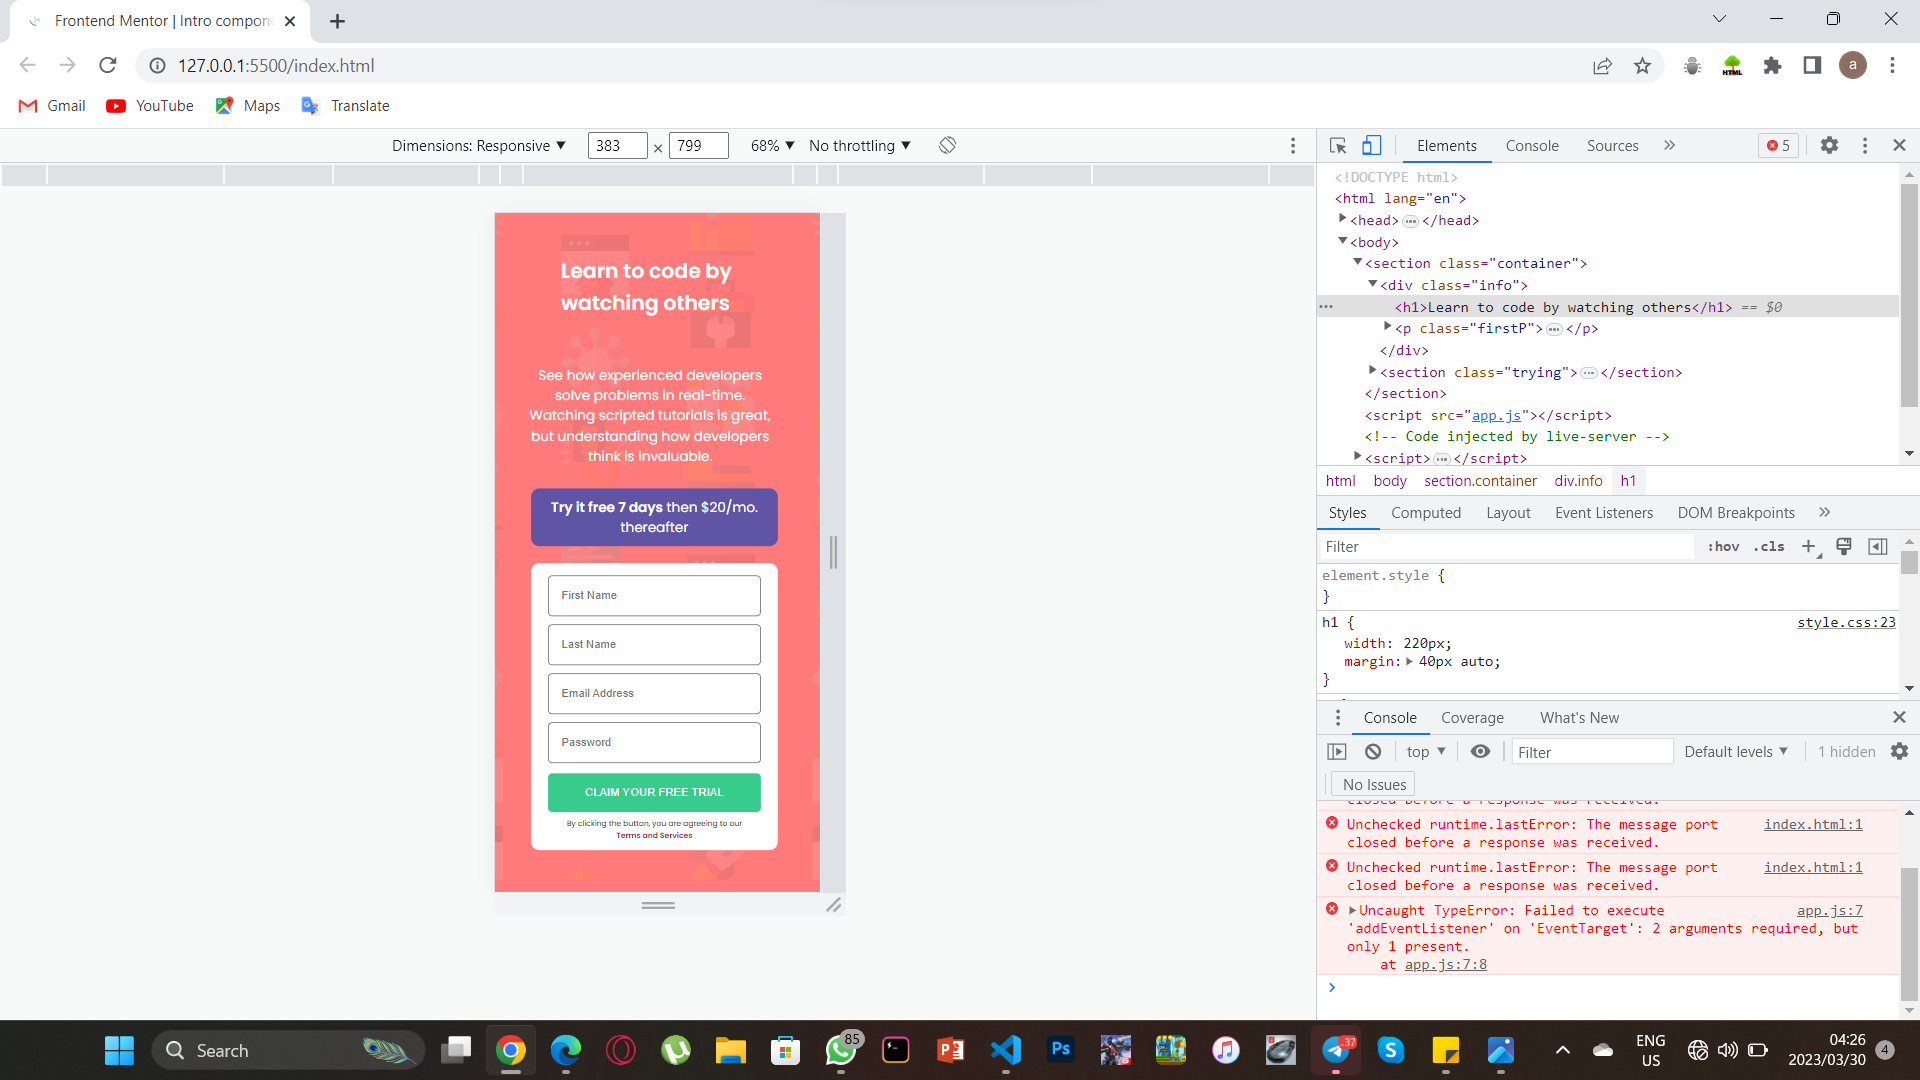 Frontend Mentor | Intro compon
127.0.0.1:5500/index.html
a
Gmail
YouTube
Maps
Translate
Dimensions: Responsive ▼ 383 × 799 68% ▼ No throttling ▼
Elements Console Sources » 5
<!DOCTYPE html>
<html lang="en">
<head> … </head>
<body>
<section class="container">
<div class="info">
<h1>Learn to code by watching others</h1> == $0
<p class="firstP"> … </p>
</div>
<section class="trying"> … </section>
</section>
<script src="app.js"></script>
<!-- Code injected by live-server -->
<script> … </script>
html body section.container div.info h1
Styles Computed Layout Event Listeners DOM Breakpoints »
Filter :hov .cls +
element.style {
}
h1 { style.css:23
width: 220px;
margin: 40px auto;
}
Console Coverage What's New
top ▼ Filter Default levels ▼ 1 hidden
No Issues
closed before a response was received.
Unchecked runtime.lastError: The message port index.html:1
closed before a response was received.
Unchecked runtime.lastError: The message port index.html:1
closed before a response was received.
Uncaught TypeError: Failed to execute app.js:7
'addEventListener' on 'EventTarget': 2 arguments required, but
only 1 present.
at app.js:7:8
Learn to code by
watching others
See how experienced developers
solve problems in real-time.
Watching scripted tutorials is great,
but understanding how developers
think is invaluable.
Try it free 7 days then $20/mo.
thereafter
First Name
Last Name
Email Address
Password
CLAIM YOUR FREE TRIAL
By clicking the button, you are agreeing to our
Terms and Services
Search
85
Ps
37
ENG
US
04:26
2023/03/30
4